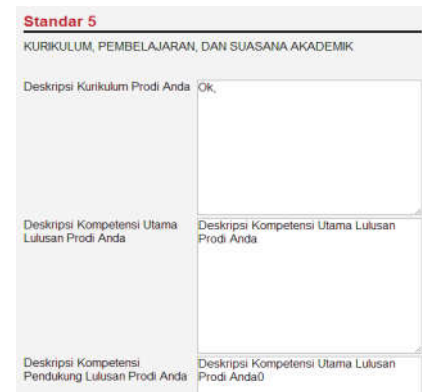 Standar 5
KURIKULUM, PEMBELAJARAN, DAN SUASANA AKADEMIK
Deskripsi Kurikulum Prodi Anda
Ok,
Deskripsi Kompetensi Utama
Lulusan Prodi Anda
Deskripsi Kompetensi Utama Lulusan
Prodi Anda
Deskripsi Kompetensi
Pendukung Lulusan Prodi Anda
Deskripsi Kompetensi Utama Lulusan
Prodi Anda0